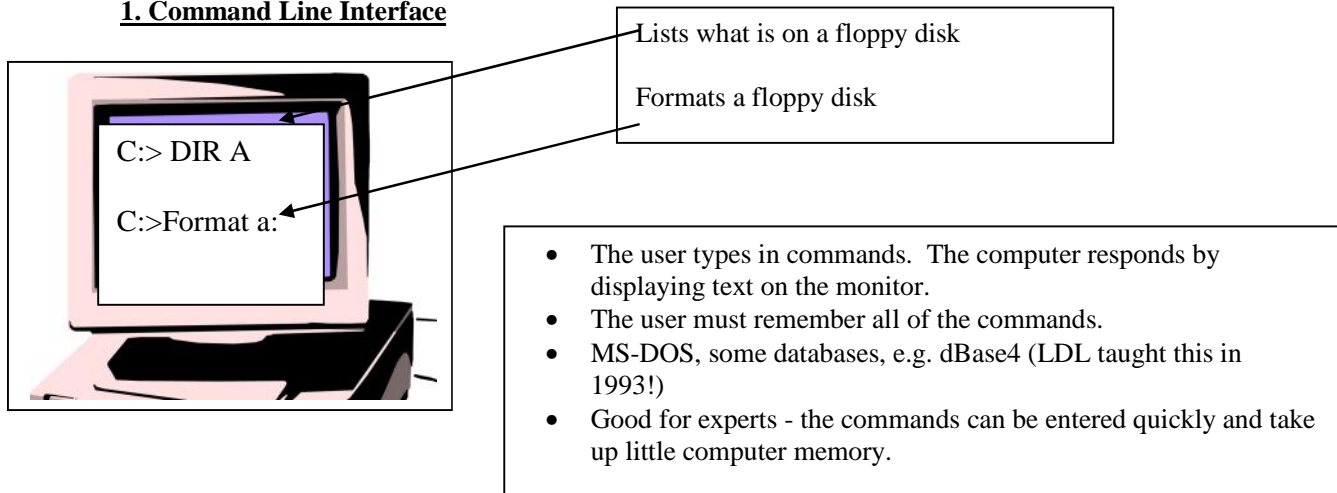 1. Command Line Interface
Lists what is on a floppy disk
Formats a floppy disk
C:> DIR A
C:>Format a:
• The user types in commands.  The computer responds by
displaying text on the monitor.
• The user must remember all of the commands.
• MS-DOS, some databases, e.g. dBase4 (LDL taught this in
1993!)
• Good for experts - the commands can be entered quickly and take
up little computer memory.